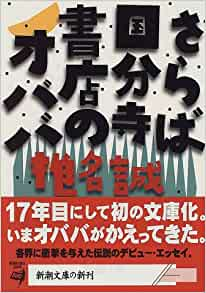 さらば
国分寺
書店の
オババ
椎名誠
17年目にして初の文庫化。
いまオババがかえってきた。
各界に衝撃を与えた伝説のデビュー・エッセイ。
新潮文庫の新刊